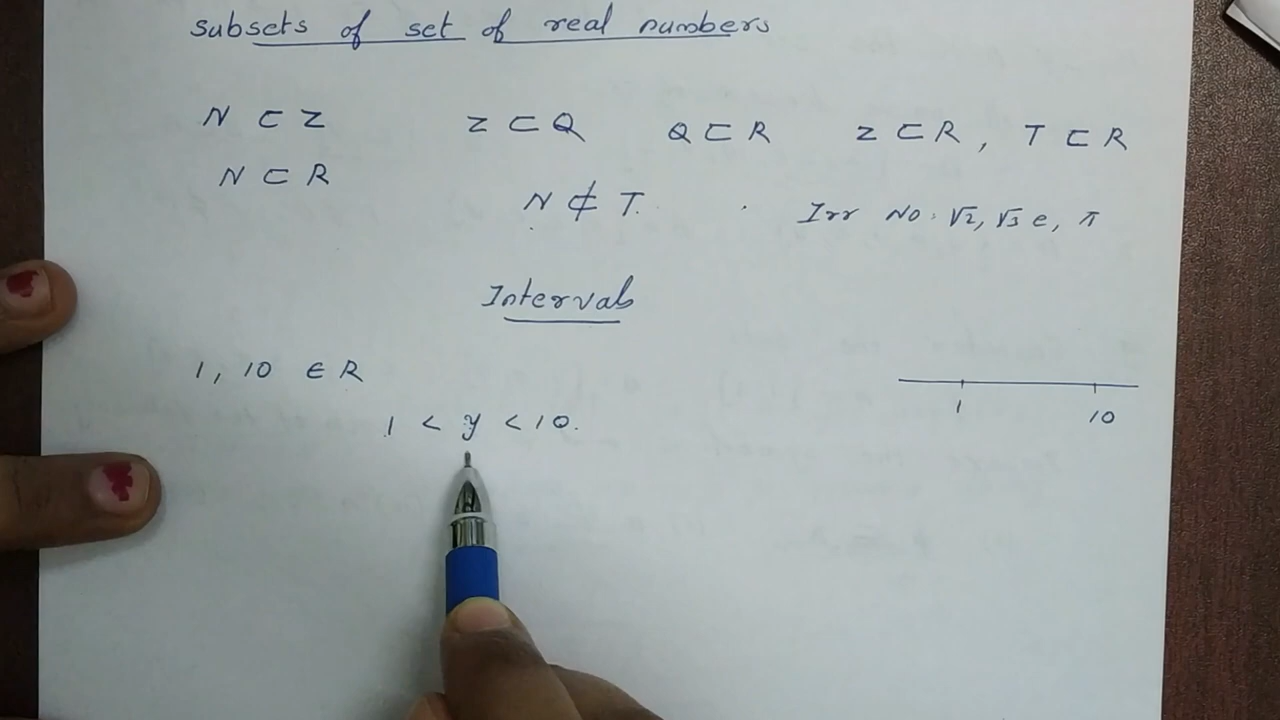 Subsets of set of real numbers
N ⊂ Z    Z ⊂ Q    Q ⊂ R    Z ⊂ R, T ⊂ R
N ⊂ R
N ⊄ T.    Irr No: √2, √3 e, π
Intervals
1, 10 ∈ R
1 < y < 10.
1    10